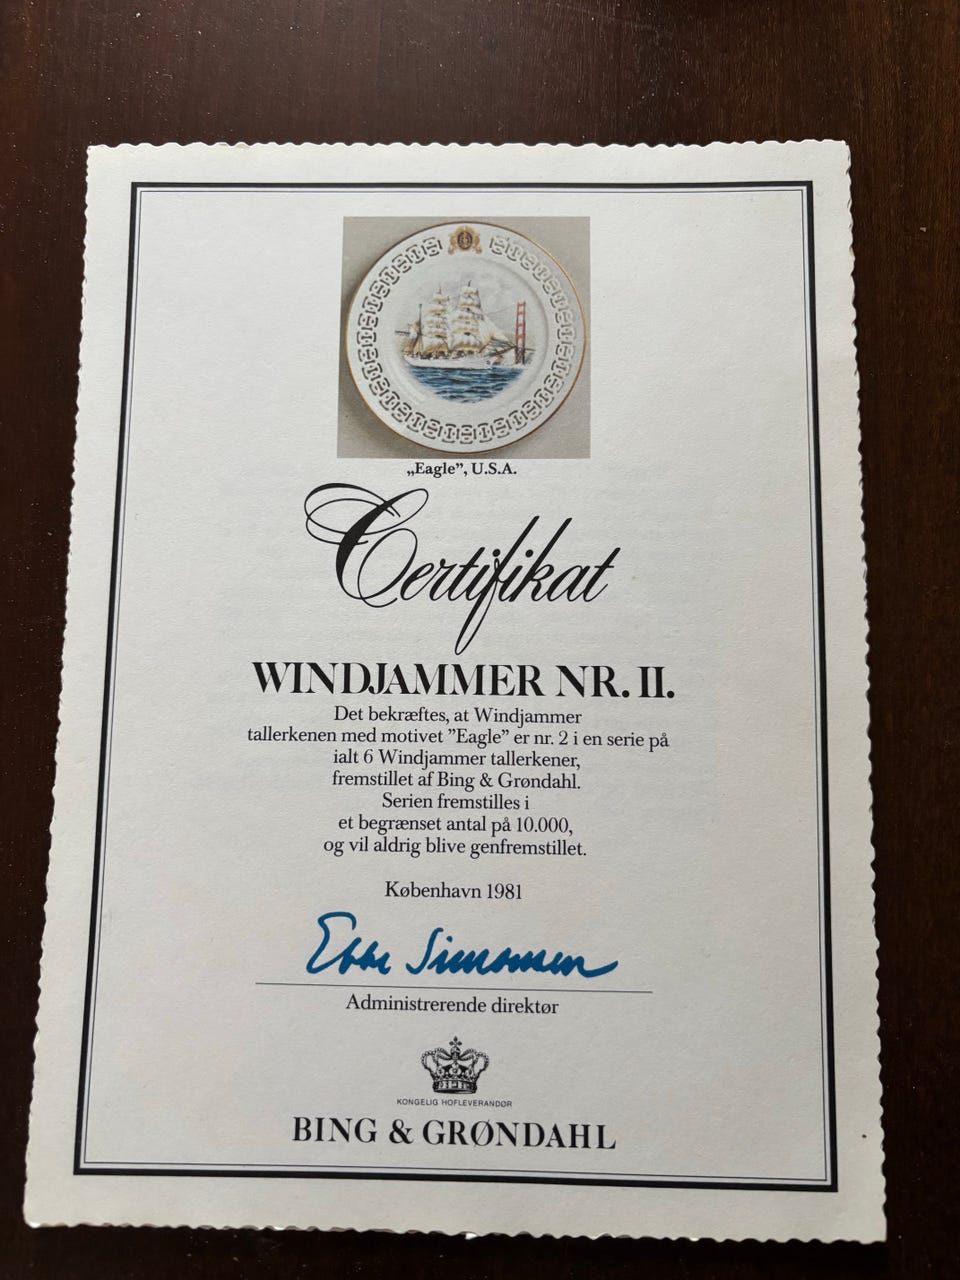 „Eagle”, U.S.A.
Certifikat
WINDJAMMER NR. II.
Det bekræftes, at Windjammer
tallerkenen med motivet ”Eagle” er nr. 2 i en serie på
ialt 6 Windjammer tallerkener,
fremstillet af Bing & Grøndahl.
Serien fremstilles i
et begrænset antal på 10.000,
og vil aldrig blive genfremstillet.
København 1981
Ebbe Simonsen
Administrerende direktør
KONGELIG HOFLEVERANDØR
BING & GRØNDAHL